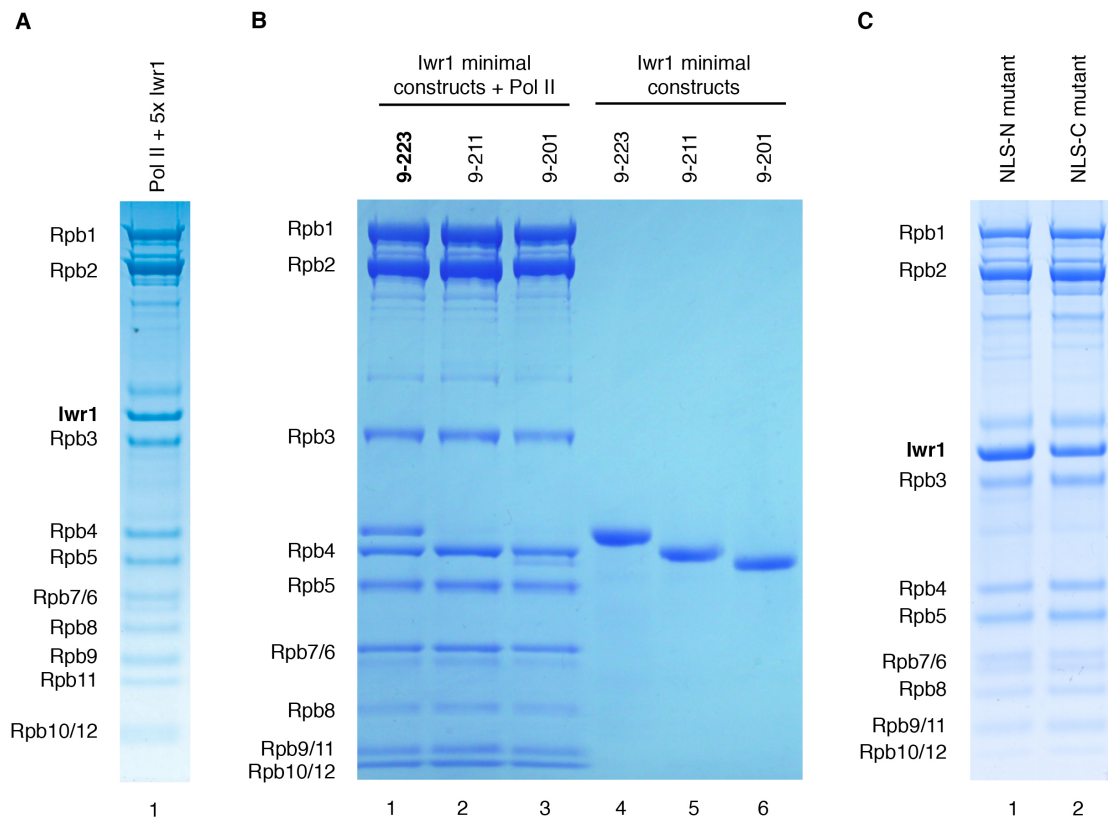 A
Pol II + 5x Iwr1
Rpb1
Rpb2
Iwr1
Rpb3
Rpb4
Rpb5
Rpb7/6
Rpb8
Rpb9
Rpb11
Rpb10/12
1
B
Iwr1 minimal
constructs + Pol II
Iwr1 minimal
constructs
9-223
9-211
9-201
9-223
9-211
9-201
Rpb1
Rpb2
Rpb3
Rpb4
Rpb5
Rpb7/6
Rpb8
Rpb9/11
Rpb10/12
1
2
3
4
5
6
C
NLS-N mutant
NLS-C mutant
Rpb1
Rpb2
Iwr1
Rpb3
Rpb4
Rpb5
Rpb7/6
Rpb8
Rpb9/11
Rpb10/12
1
2